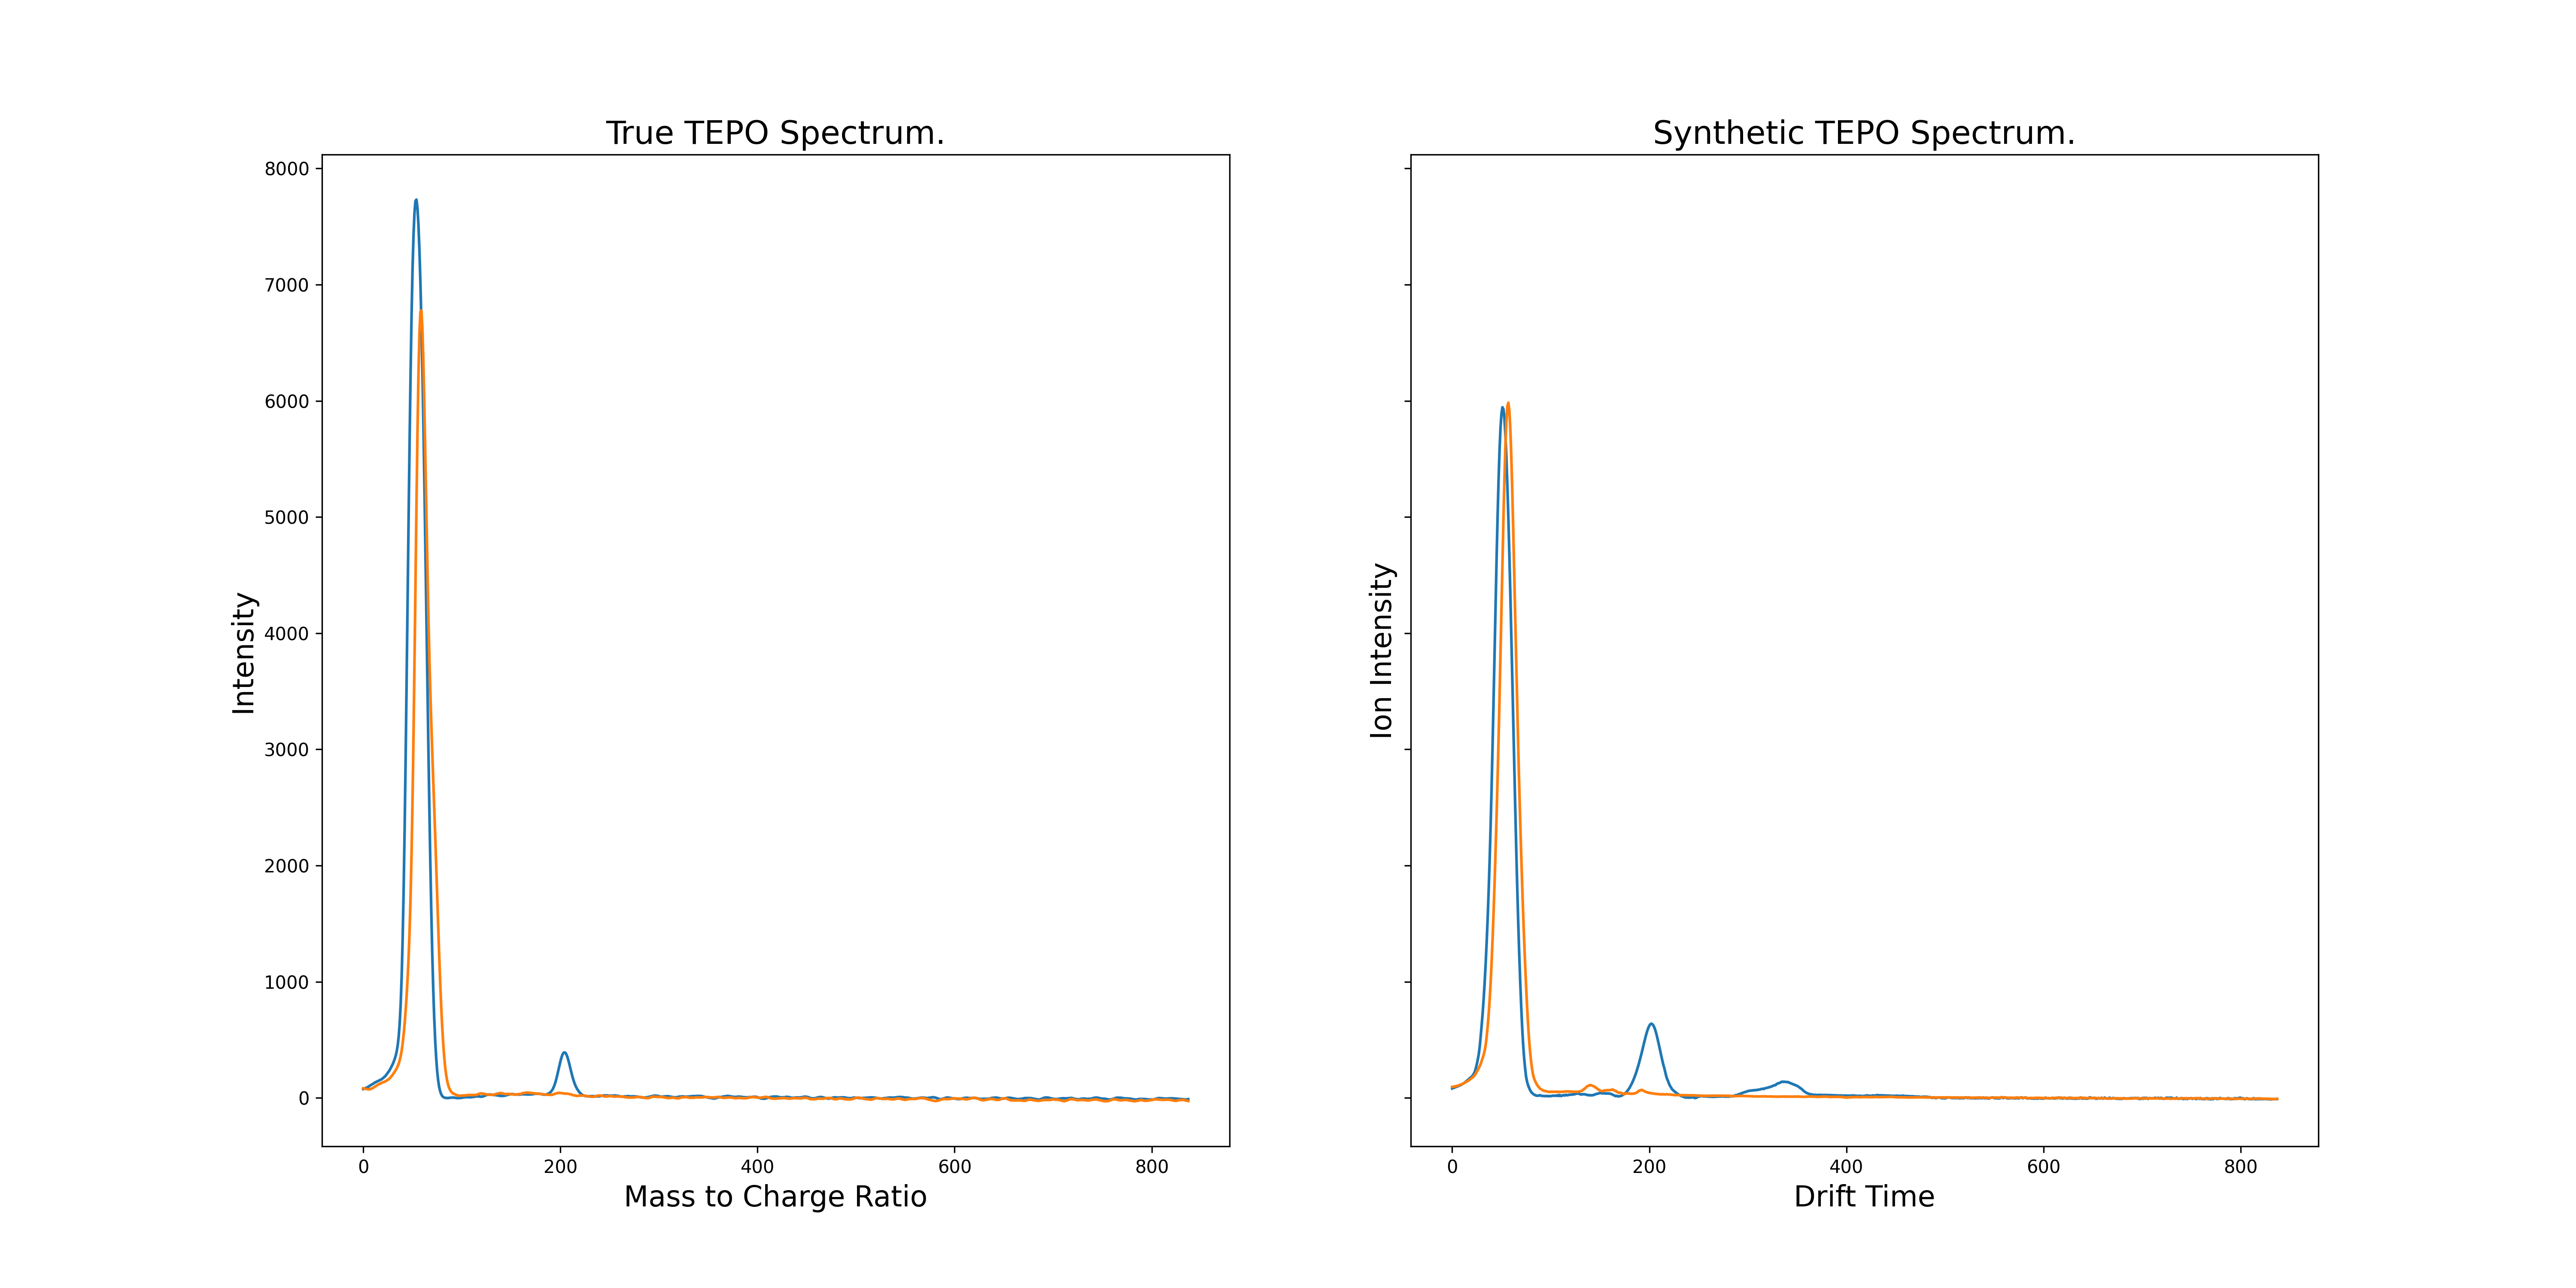 True TEPO Spectrum.
8000
7000
6000
5000
4000
3000
2000
1000
0
Intensity
0 200 400 600 800
Mass to Charge Ratio
Synthetic TEPO Spectrum.
Ion Intensity
0 200 400 600 800
Drift Time